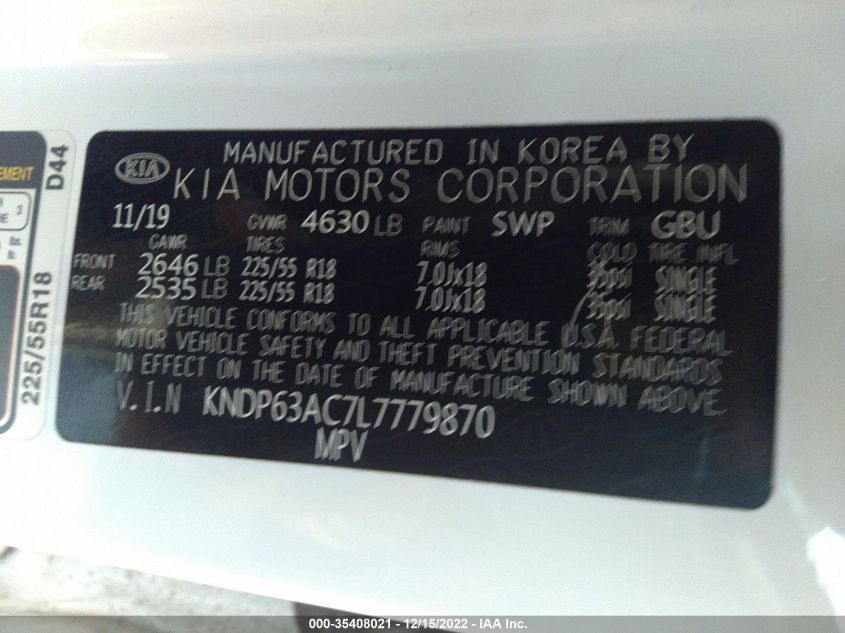 KIA
MANUFACTURED IN KOREA BY
KIA MOTORS CORPORATION
11/19 GVWR 4630 LB PAINT SWP TRIM GBU
GAWR TIRES RIMS COLD TIRE INFL
FRONT 2646 LB 225/55 R18 7.0Jx18 35psi SINGLE
REAR 2535 LB 225/55 R18 7.0Jx18 35psi SINGLE
THIS VEHICLE CONFORMS TO ALL APPLICABLE U.S.A. FEDERAL
MOTOR VEHICLE SAFETY AND THEFT PREVENTION STANDARDS
IN EFFECT ON THE DATE OF MANUFACTURE SHOWN ABOVE.
V.I.N KNDP63AC7L7779870
MPV
EMENT
3
225/55R18 D44
000-35408021 - 12/15/2022 - IAA Inc.